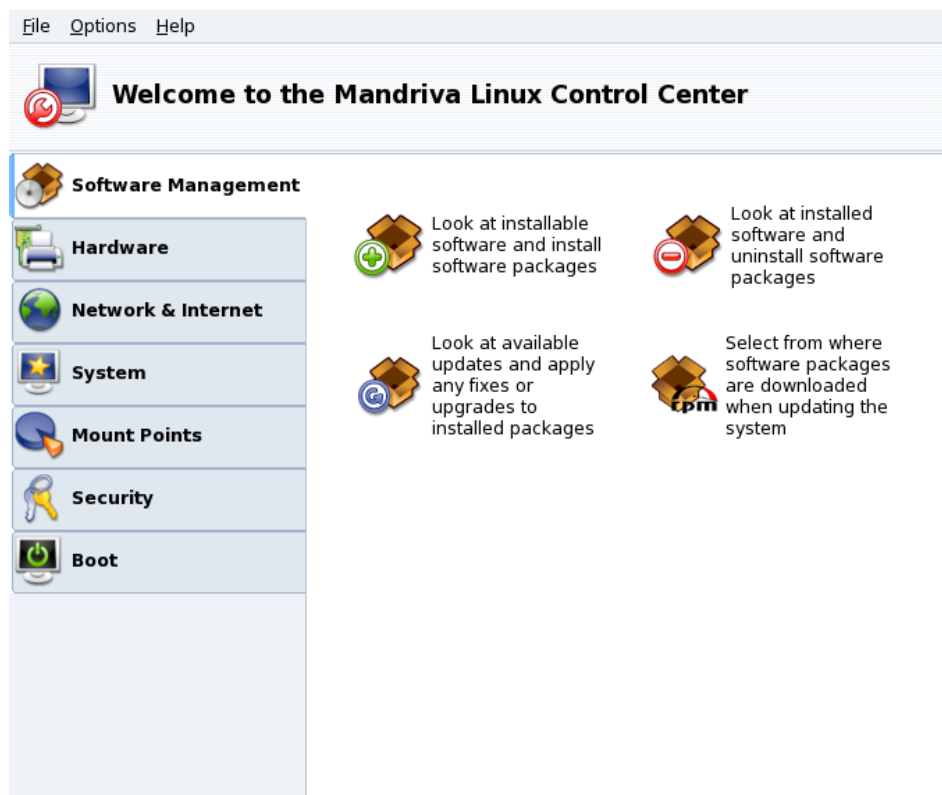 File Options Help
Welcome to the Mandriva Linux Control Center
Software Management
Hardware
Network & Internet
System
Mount Points
Security
Boot
Look at installable
software and install
software packages
Look at installed
software and
uninstall software
packages
Look at available
updates and apply
any fixes or
upgrades to
installed packages
rpm
Select from where
software packages
are downloaded
when updating the
system